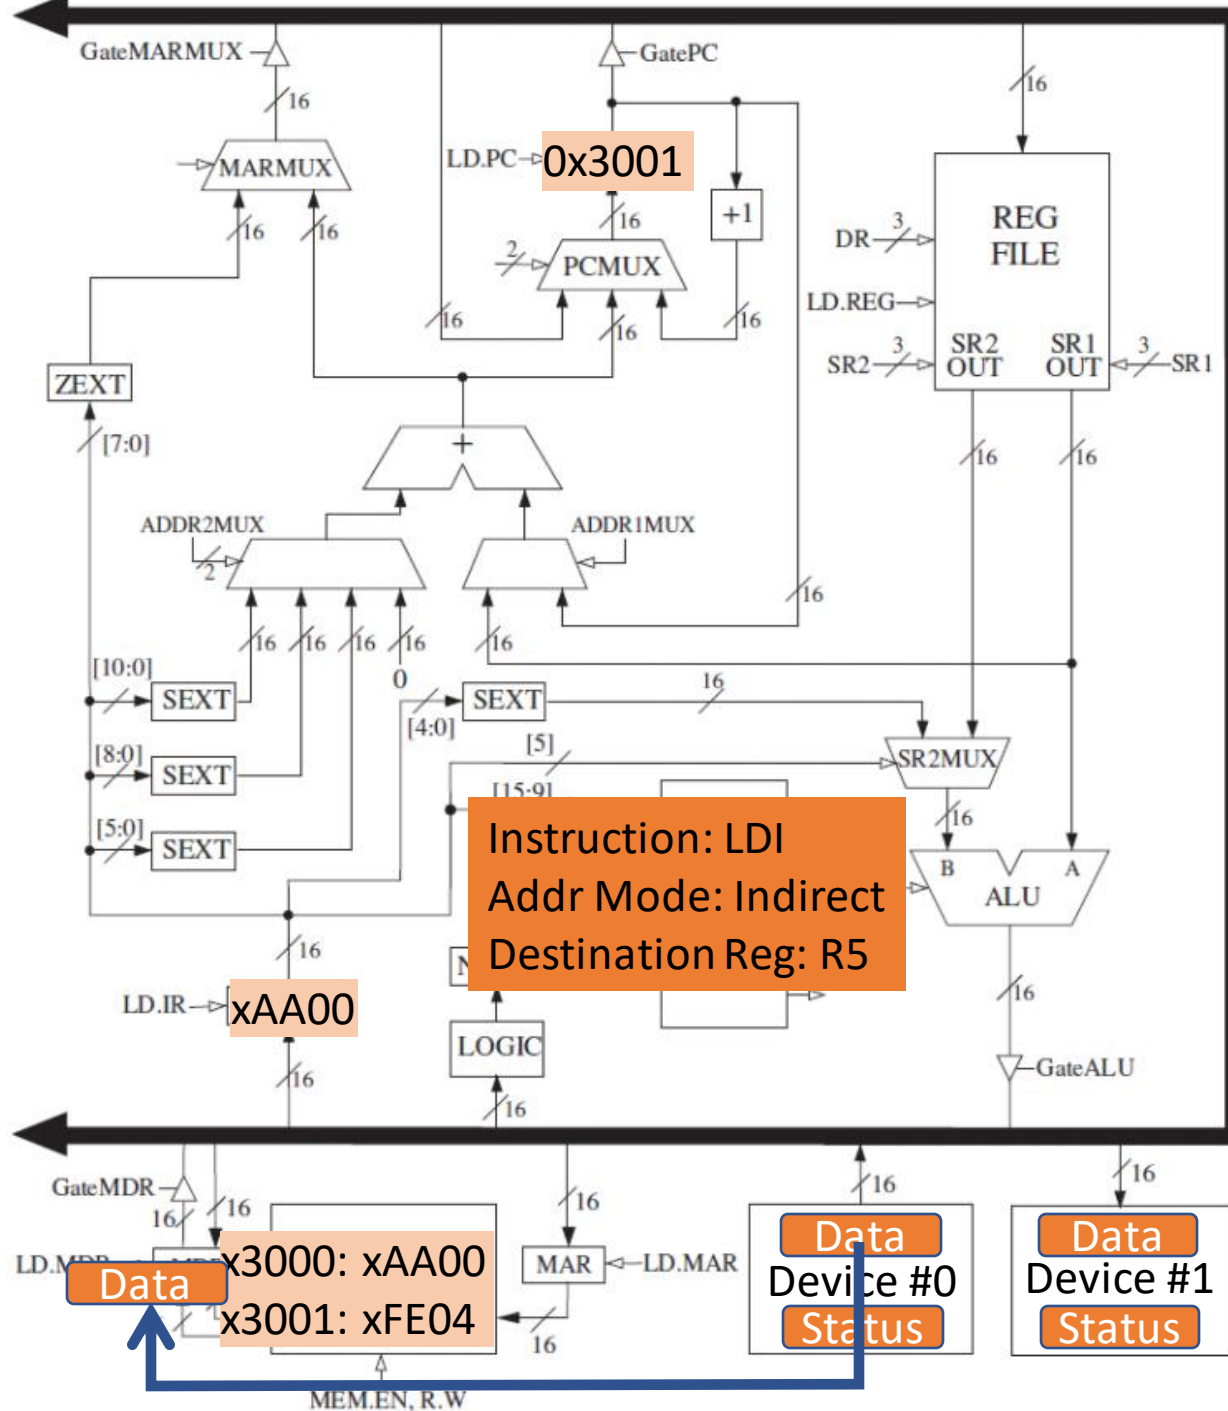 GateMARMUX
GatePC
16
16
MARMUX
LD.PC
0x3001
16
16
16
+1
REG
FILE
DR
3
2
PCMUX
LD.REG
16
16
16
SR2
3
SR2
OUT
SR1
OUT
3
SR1
ZEXT
[7:0]
+
16
16
ADDR2MUX
ADDR1MUX
2
16
16
16
16
16
16
[10:0]
SEXT
0
[4:0]
SEXT
16
[8:0]
SEXT
[5]
SR2MUX
[15:9]
[5:0]
SEXT
16
Instruction: LDI
Addr Mode: Indirect
Destination Reg: R5
B
A
ALU
16
LD.IR
xAA00
N
16
LOGIC
16
GateALU
16
GateMDR
16
16
16
16
16
LD.MDR
Data
x3000: xAA00
x3001: xFE04
MAR
LD.MAR
16
Data
Device #0
Status
Data
Device #1
Status
MEM.EN, R.W